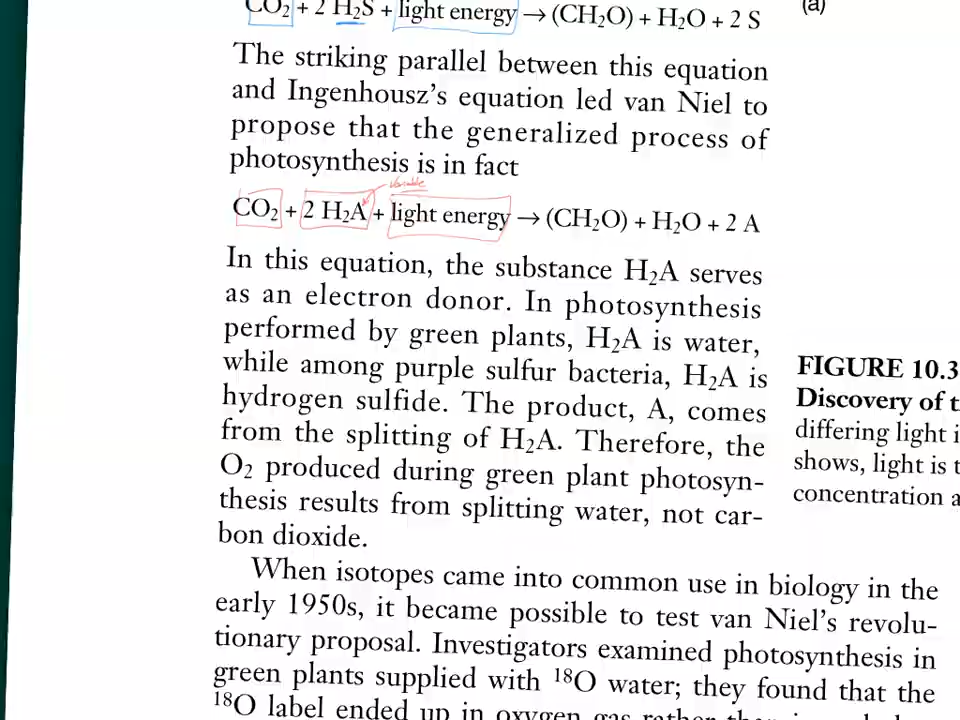 CO₂ + 2 H₂S + light energy → (CH₂O) + H₂O + 2 S
(a)
The striking parallel between this equation
and Ingenhousz’s equation led van Niel to
propose that the generalized process of
photosynthesis is in fact
variable
CO₂ + 2 H₂A + light energy → (CH₂O) + H₂O + 2 A
In this equation, the substance H₂A serves
as an electron donor. In photosynthesis
performed by green plants, H₂A is water,
while among purple sulfur bacteria, H₂A is
hydrogen sulfide. The product, A, comes
from the splitting of H₂A. Therefore, the
O₂ produced during green plant photosyn-
thesis results from splitting water, not car-
bon dioxide.
When isotopes came into common use in biology in the
early 1950s, it became possible to test van Niel’s revolu-
tionary proposal. Investigators examined photosynthesis in
green plants supplied with ¹⁸O water; they found that the
¹⁸O label ended up in oxygen gas rather than in
FIGURE 10.3
Discovery of t
differing light i
shows, light is t
concentration a